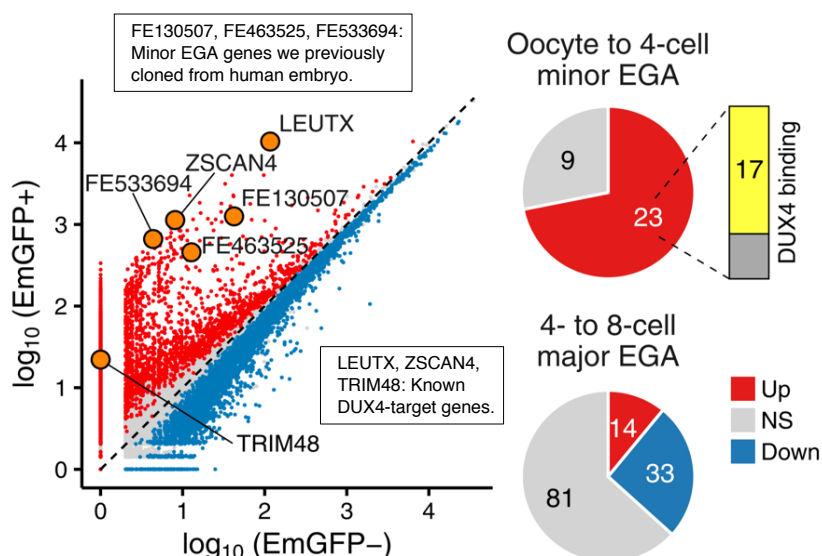 FE130507, FE463525, FE533694:
Minor EGA genes we previously
cloned from human embryo.
LEUTX
ZSCAN4
FE533694
FE130507
FE463525
TRIM48
LEUTX, ZSCAN4,
TRIM48: Known
DUX4-target genes.
log10 (EmGFP+)
4
3
2
1
0
0 1 2 3 4
log10 (EmGFP−)
Oocyte to 4-cell
minor EGA
9
23
17
DUX4 binding
4- to 8-cell
major EGA
14
33
81
Up
NS
Down